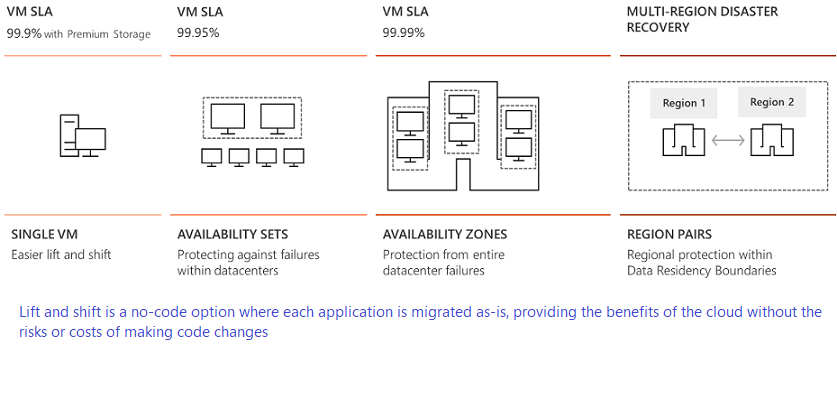 VM SLA
99.9% with Premium Storage
VM SLA
99.95%
VM SLA
99.99%
MULTI-REGION DISASTER
RECOVERY
Region 1
Region 2
SINGLE VM
Easier lift and shift
AVAILABILITY SETS
Protecting against failures
within datacenters
AVAILABILITY ZONES
Protection from entire
datacenter failures
REGION PAIRS
Regional protection within
Data Residency Boundaries
Lift and shift is a no-code option where each application is migrated as-is, providing the benefits of the cloud without the
risks or costs of making code changes